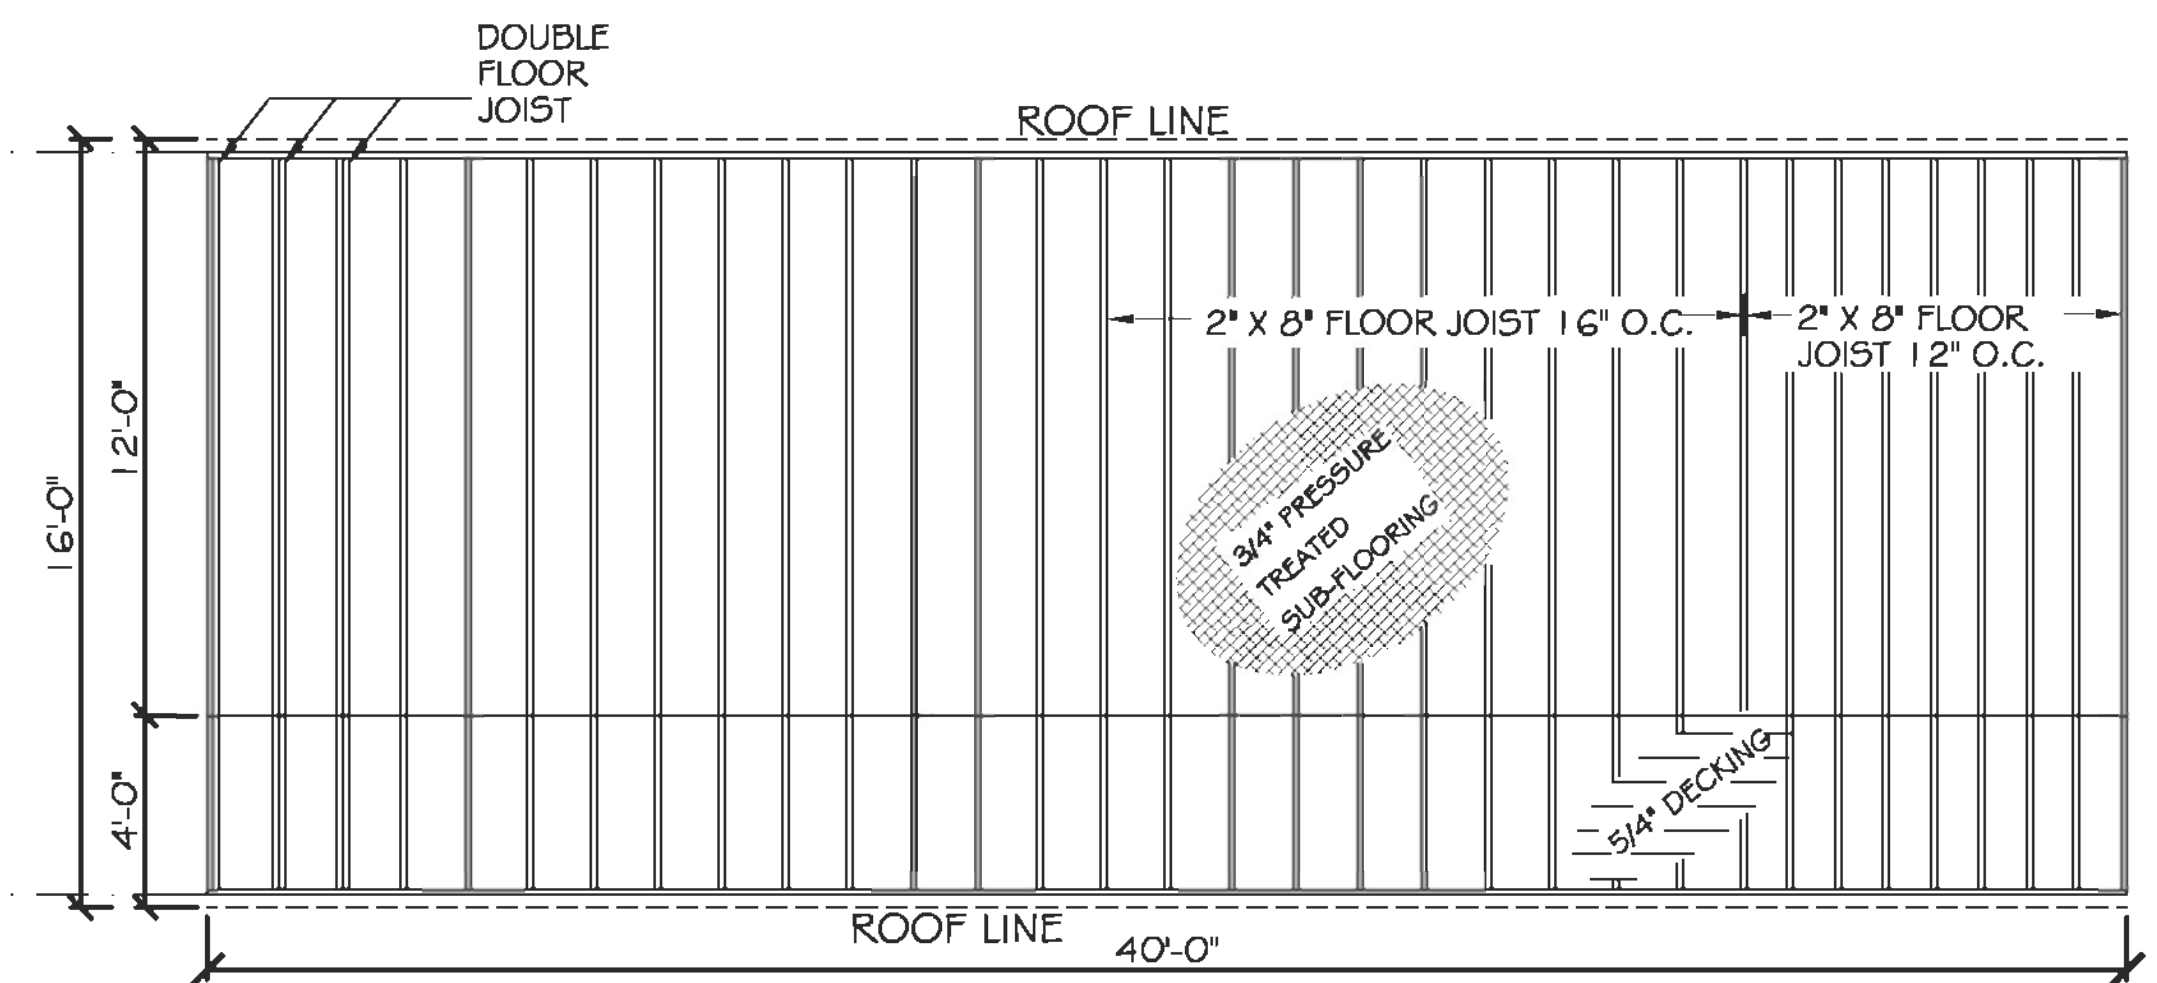 DOUBLE
FLOOR
JOIST
ROOF LINE
2" X 8" FLOOR JOIST 16" O.C.
2" X 8" FLOOR
JOIST 12" O.C.
12'-0"
16'-0"
3/4" PRESSURE
TREATED
SUB-FLOORING
4'-0"
5/4" DECKING
ROOF LINE
40'-0"